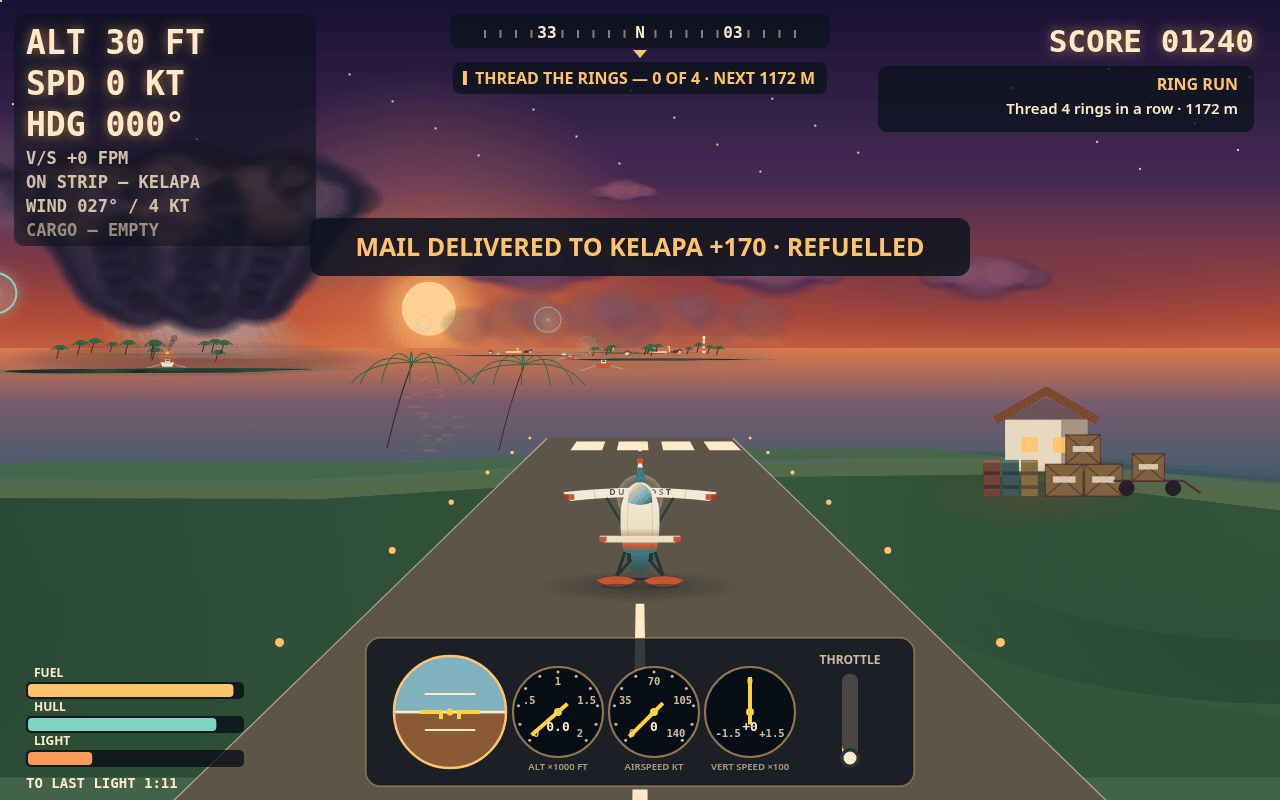 ALT 30 FT
SPD 0 KT
HDG 000°
V/S +0 FPM
ON STRIP — KELAPA
WIND 027° / 4 KT
CARGO — EMPTY
33 N 03
THREAD THE RINGS — 0 OF 4 · NEXT 1172 M
SCORE 01240
RING RUN
Thread 4 rings in a row · 1172 m
MAIL DELIVERED TO KELAPA +170 · REFUELLED
FUEL
HULL
LIGHT
TO LAST LIGHT 1:11
.5 1 1.5
0.0 2
ALT ×1000 FT
35 70 105
0 140
AIRSPEED KT
+0
-1.5 +1.5
VERT SPEED ×100
THROTTLE